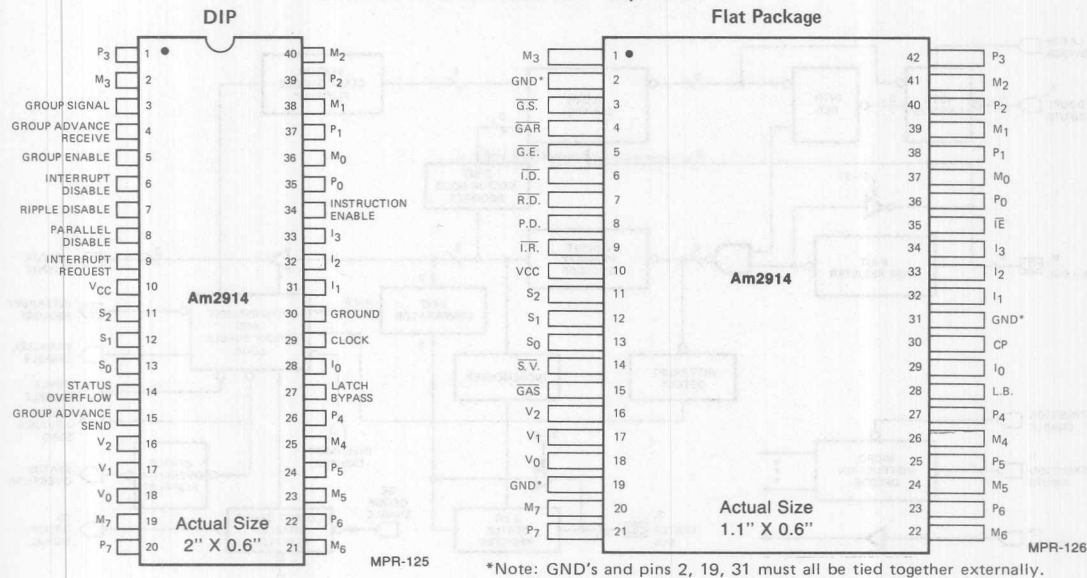 DIP
P3 1
M3 2
GROUP SIGNAL 3
GROUP ADVANCE
RECEIVE 4
GROUP ENABLE 5
INTERRUPT
DISABLE 6
RIPPLE DISABLE 7
PARALLEL
DISABLE 8
INTERRUPT
REQUEST 9
VCC 10
S2 11
S1 12
S0 13
STATUS
OVERFLOW 14
GROUP ADVANCE
SEND 15
V2 16
V1 17
V0 18
M7 19
P7 20
Am2914
Actual Size
2" X 0.6"
40 M2
39 P2
38 M1
37 P1
36 M0
35 P0
34 INSTRUCTION
ENABLE
33 I3
32 I2
31 I1
30 GROUND
29 CLOCK
28 I0
27 LATCH
BYPASS
26 P4
25 M4
24 P5
23 M5
22 P6
21 M6
MPR-125
Flat Package
M3 1
GND* 2
G.S. 3
GAR 4
G.E. 5
I.D. 6
R.D. 7
P.D. 8
I.R. 9
VCC 10
S2 11
S1 12
S0 13
S.V. 14
GAS 15
V2 16
V1 17
V0 18
GND* 19
M7 20
P7 21
Am2914
Actual Size
1.1" X 0.6"
42 P3
41 M2
40 P2
39 M1
38 P1
37 M0
36 P0
35 IE
34 I3
33 I2
32 I1
31 GND*
30 CP
29 I0
28 L.B.
27 P4
26 M4
25 P5
24 M5
23 P6
22 M6
MPR-126
*Note: GND's and pins 2, 19, 31 must all be tied together externally.